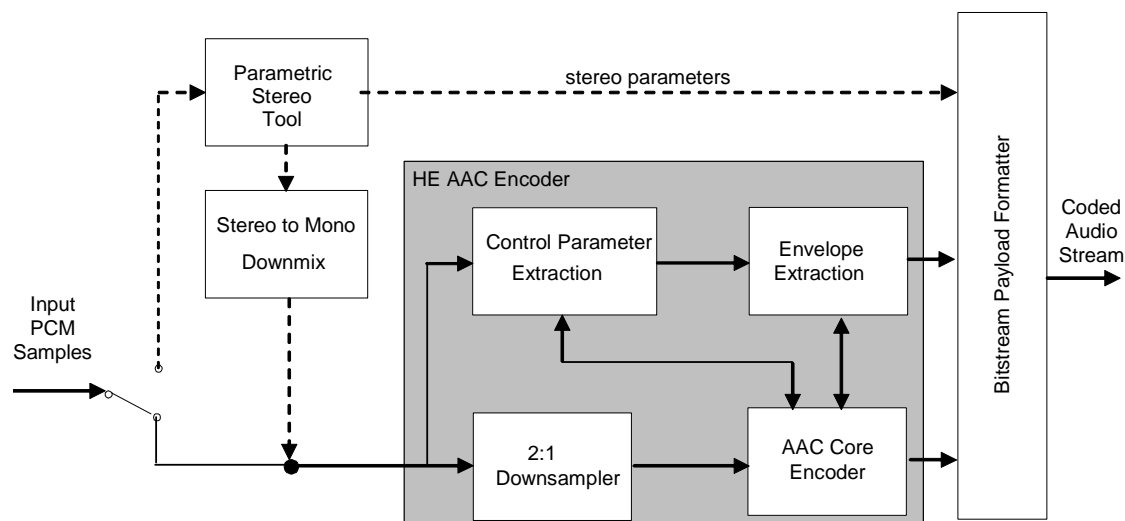 Parametric
Stereo
Tool
stereo parameters
Stereo to Mono
Downmix
HE AAC Encoder
Control Parameter
Extraction
Envelope
Extraction
Input
PCM
Samples
2:1
Downsampler
AAC Core
Encoder
Bitstream Payload Formatter
Coded
Audio
Stream